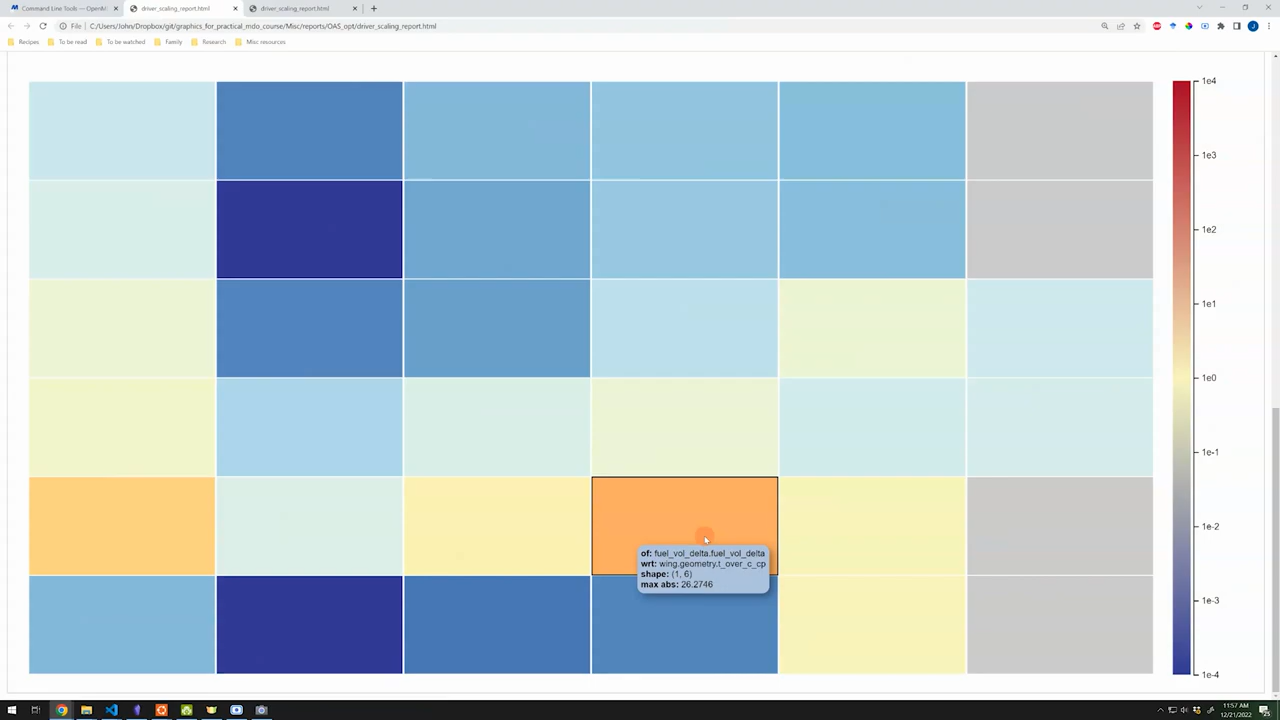 Command Line Tools — OpenM
driver_scaling_report.html
driver_scaling_report.html
File
C:/Users/John/Dropbox/git/graphics_for_practical_mdo_course/Misc/reports/OAS_opt/driver_scaling_report.html
J
Recipes
To be read
To be watched
Family
Research
Misc resources
1e4
1e3
1e2
1e1
1e0
1e-1
1e-2
1e-3
1e-4
of: fuel_vol_delta.fuel_vol_delta
wrt: wing.geometry.t_over_c_cp
shape: (1, 6)
max abs: 26.2746
11:57 AM
12/21/2022